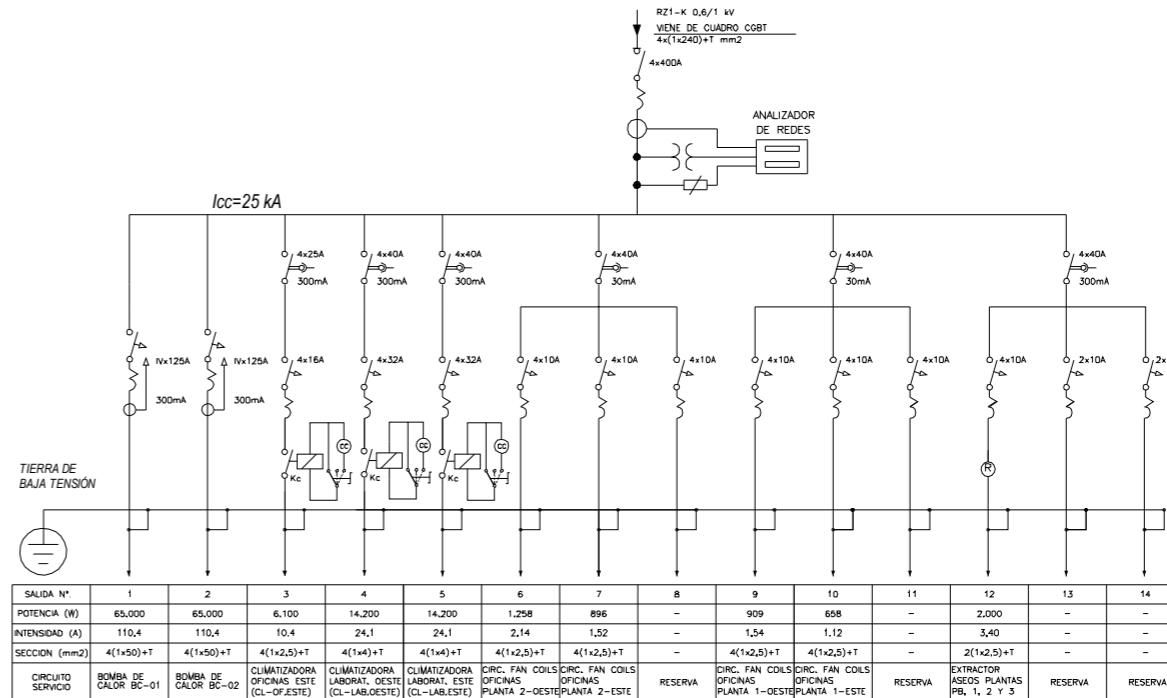 RZ1-K 0,6/1 kV
VIENE DE CUADRO CGBT
4x(1x240)+T mm2
4x400A
ANALIZADOR
DE REDES
Icc=25 kA
4x25A
300mA
4x40A
300mA
4x40A
300mA
4x40A
30mA
4x40A
30mA
4x40A
300mA
IVx125A
300mA
IVx125A
300mA
4x16A
4x32A
4x32A
4x10A
4x10A
4x10A
4x10A
4x10A
4x10A
4x10A
2x10A
Kc
CC
Kc
CC
Kc
CC
R
TIERRA DE
BAJA TENSIÓN
SALIDA Nº. 1 2 3 4 5 6 7 8 9 10 11 12 13 14
POTENCIA (W) 65.000 65.000 6.100 14.200 14.200 1.258 896 - 909 658 - 2.000 - -
INTENSIDAD (A) 110.4 110.4 10.4 24.1 24.1 2.14 1.52 - 1.54 1.12 - 3.40 - -
SECCION (mm2) 4(1x50)+T 4(1x50)+T 4(1x2,5)+T 4(1x4)+T 4(1x4)+T 4(1x2,5)+T 4(1x2,5)+T - 4(1x2,5)+T 4(1x2,5)+T - 2(1x2,5)+T - -
CIRCUITO
SERVICIO
BOMBA DE
CALOR BC-01
BOMBA DE
CALOR BC-02
CLIMATIZADORA
OFICINAS ESTE
(CL-OF.ESTE)
CLIMATIZADORA
LABORAT. OESTE
(CL-LAB.OESTE)
CLIMATIZADORA
LABORAT. ESTE
(CL-LAB.ESTE)
CIRC. FAN COILS
OFICINAS
PLANTA 2-OESTE
CIRC. FAN COILS
OFICINAS
PLANTA 2-ESTE
RESERVA
CIRC. FAN COILS
OFICINAS
PLANTA 1-OESTE
CIRC. FAN COILS
OFICINAS
PLANTA 1-ESTE
RESERVA
EXTRACTOR
ASEOS PLANTAS
PB, 1, 2 Y 3
RESERVA
RESERVA